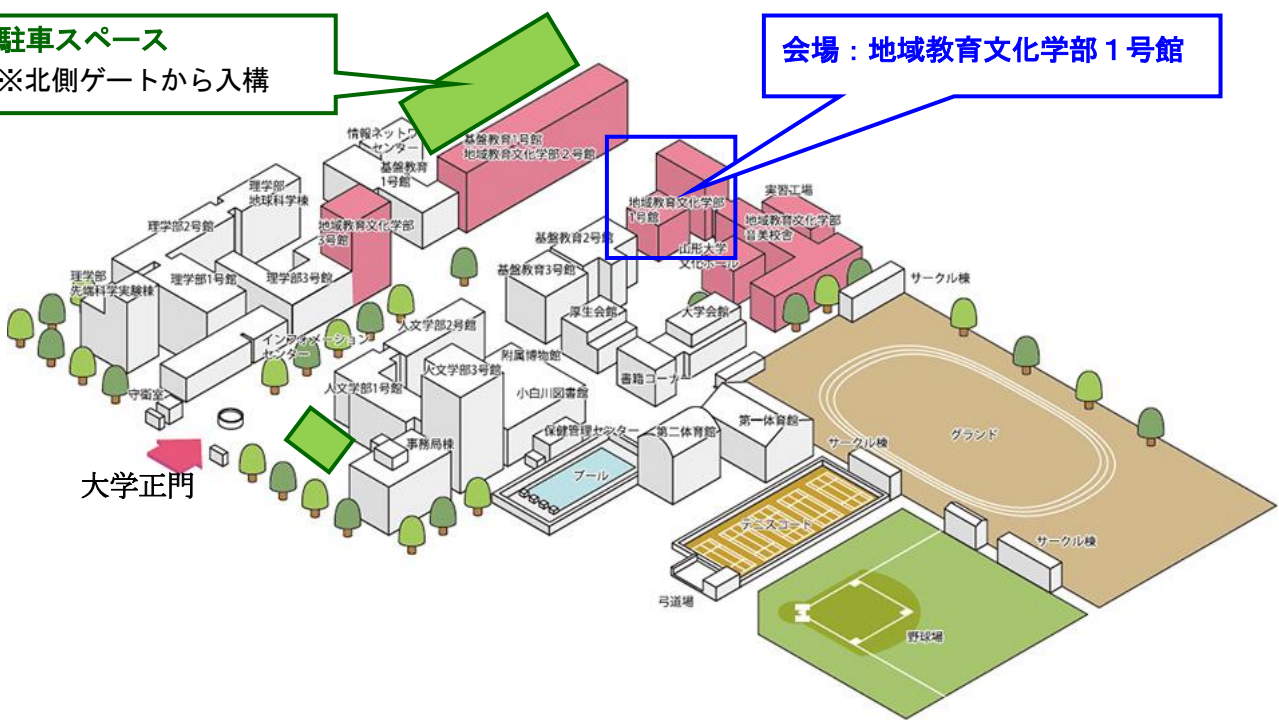 駐車スペース
※北側ゲートから入構
会場：地域教育文化学部１号館
情報ネットワ
センター
基盤教育
1号館
基盤教育1号館
地域教育文化学部２号館
理学部
地球科学棟
理学部2号館
地域教育文化学部
3号館
地域教育文化学部
1号館
実習工場
地域教育文化学部
音美校舎
山形大学
文化ホール
基盤教育2号館
基盤教育3号館
理学部
先端科学実験棟
理学部1号館
理学部3号館
サークル棟
厚生会館
大学会館
人文学部2号館
インフォメーション
センター
附属博物館
人文学部3号館
書籍コーナー
人文学部1号館
小白川図書館
守衛室
第一体育館
保健管理センター
第二体育館
事務局棟
サークル棟
グランド
大学正門
プール
テニスコート
サークル棟
弓道場
野球場